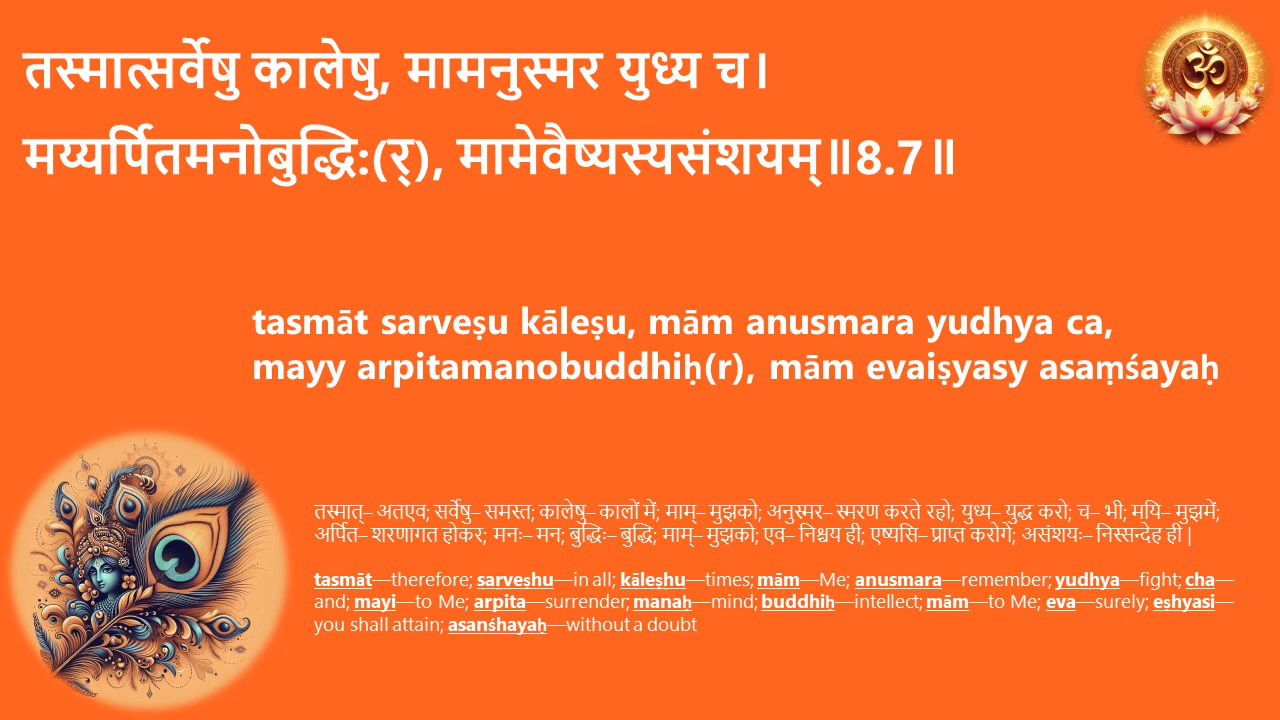 तस्मात्सर्वेषु कालेषु, मामनुस्मर युध्य च।
मय्यर्पितमनोबुद्धिः(र्), मामेवैष्यस्यसंशयम्॥8.7॥
ॐ
tasmāt sarveṣu kāleṣu, mām anusmara yudhya ca,
mayy arpitamanobuddhiḥ(r), mām evaiṣyasy asaṃśayaḥ
तस्मात्– अतएव; सर्वेषु– समस्त; कालेषु– कालों में; माम्– मुझको; अनुस्मर– स्मरण करते रहो; युध्य– युद्ध करो; च– भी; मयि– मुझमें;
अर्पित– शरणागत होकर; मनः– मन; बुद्धिः– बुद्धि; माम्– मुझको; एव– निश्चय ही; एष्यसि– प्राप्त करोगे; असंशयः– निस्सन्देह ही |
tasmāt—therefore; sarveṣhu—in all; kāleṣhu—times; mām—Me; anusmara—remember; yudhya—fight; cha—
and; mayi—to Me; arpita—surrender; manaḥ—mind; buddhiḥ—intellect; mām—to Me; eva—surely; eṣhyasi—
you shall attain; asanśhayaḥ—without a doubt